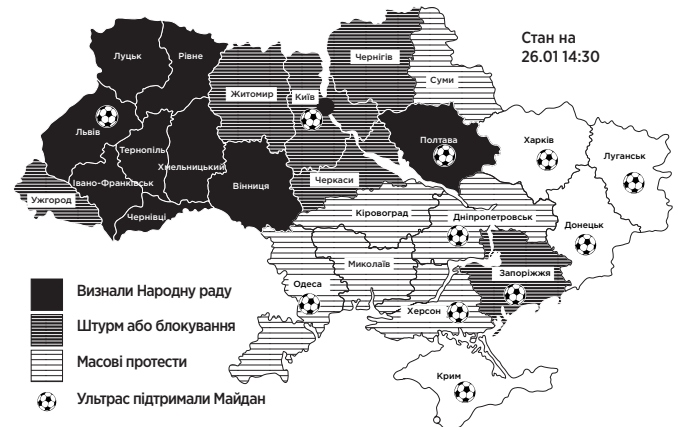 Стан на
26.01 14:30
Луцьк
Рівне
Житомир
Київ
Чернігів
Суми
Львів
Тернопіль
Хмельницький
Івано-Франківськ
Ужгород
Чернівці
Вінниця
Черкаси
Полтава
Харків
Луганськ
Кіровоград
Дніпропетровськ
Донецьк
Миколаїв
Запоріжжя
Одеса
Херсон
Крим
Визнали Народну раду
Штурм або блокування
Масові протести
Ультрас підтримали Майдан